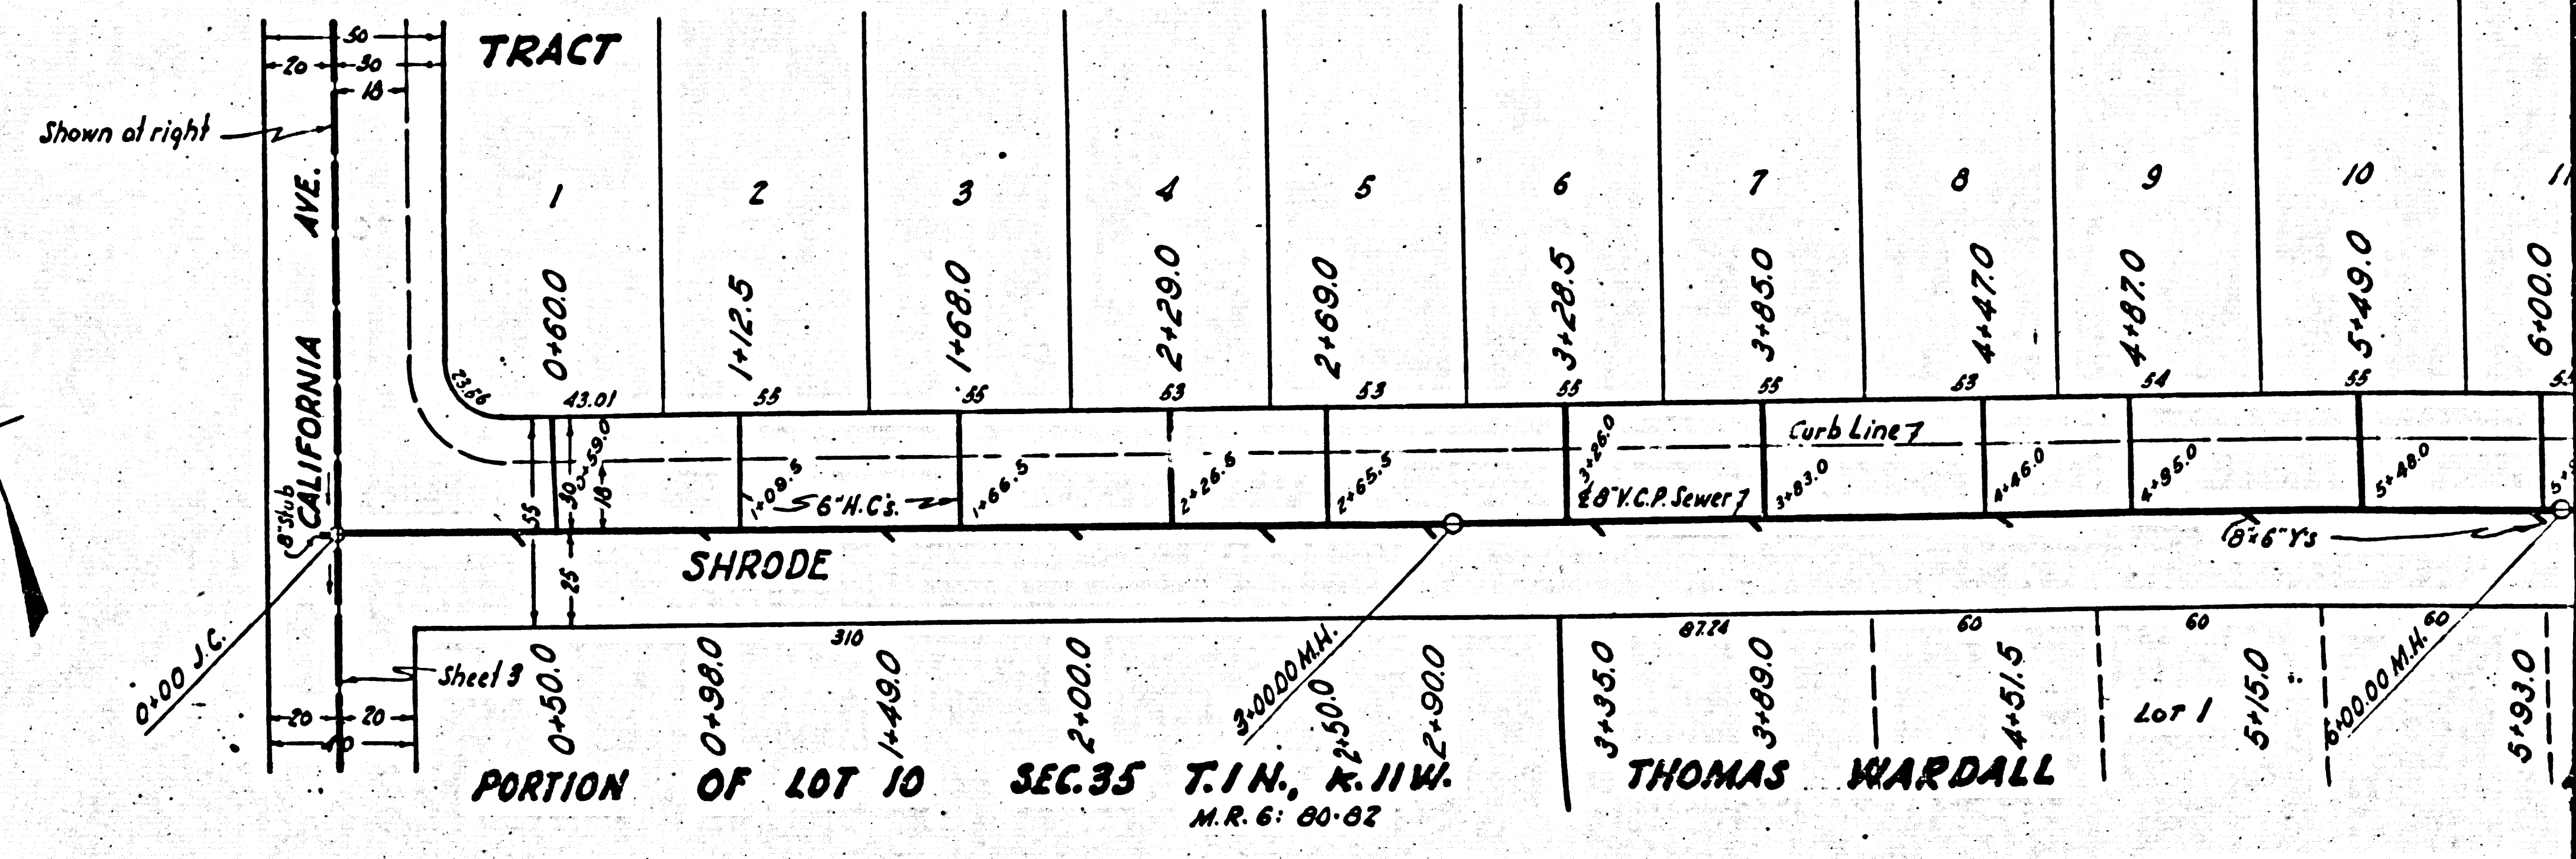 50
TRACT
20 30
18
Shown at right
CALIFORNIA AVE.
1 2 3 4 5 6 7 8 9 10 11
0+60.0 1+12.5 1+68.0 2+29.0 2+69.0 3+28.5 3+85.0 4+47.0 4+87.0 5+49.0 6+00.0
23.56 43.01 55 55 53 53 55 55 53 54 55
Curb Line
0+59.0 1+09.5 1+66.5 2+26.5 2+65.5 3+26.0 3+83.0 4+46.0 4+85.0 5+48.0
55 30 18
6" H.C's.
℄ 8" V.C.P. Sewer
8" Stub
8"x6" Y's
SHRODE
25
310 87.24 60 60 60
0+00 J.C.
3+00.00 M.H.
6+00.00 M.H.
Sheet 3
0+50.0 0+98.0 1+49.0 2+00.0 2+50.0 2+90.0 3+35.0 3+89.0 4+51.5 5+15.0 5+93.0
LOT 1
20 20
PORTION OF LOT 10 SEC. 35 T. 1 N., R. 11 W. THOMAS WARDALL
M.R. 6: 80-82